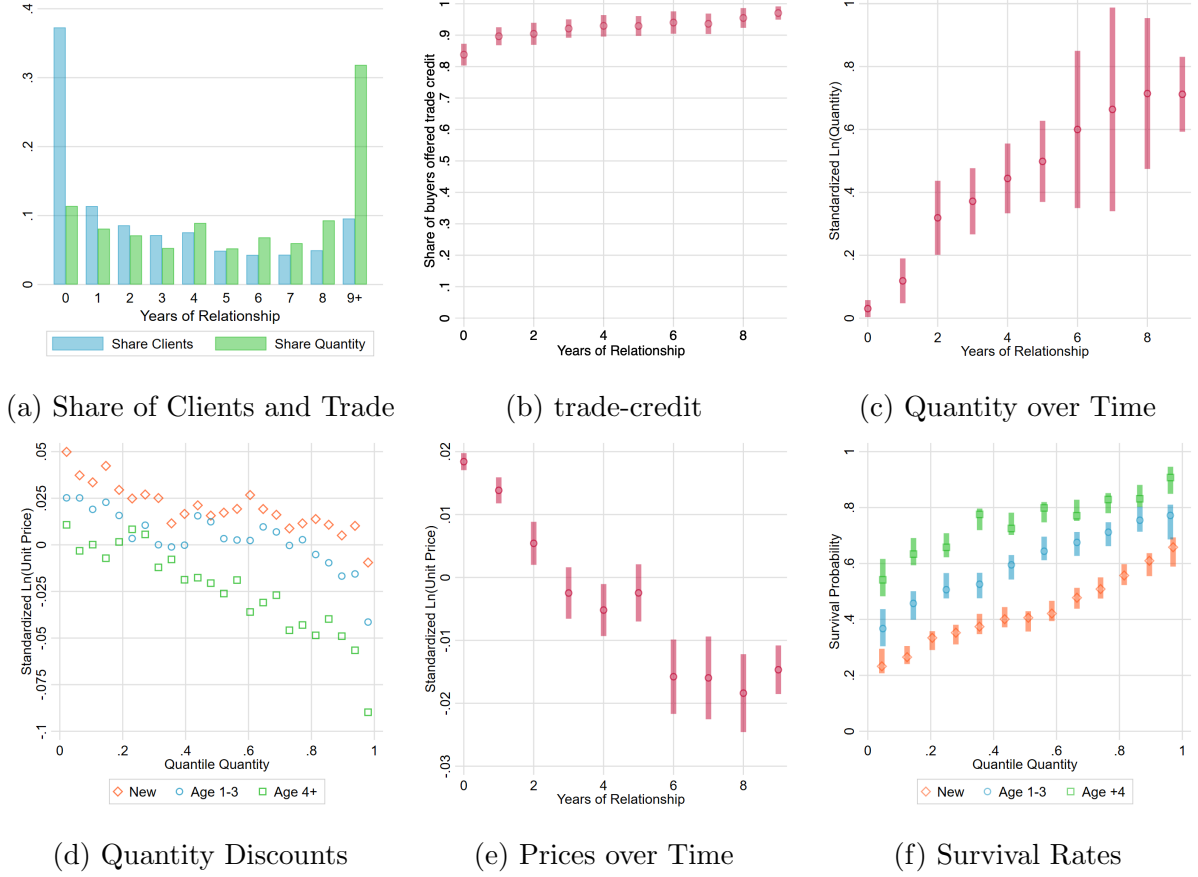 0 .1 .2 .3 .4
0 1 2 3 4 5 6 7 8 9+
Years of Relationship
Share Clients Share Quantity
(a) Share of Clients and Trade
Share of buyers offered trade credit
0 .1 .2 .3 .4 .5 .6 .7 .8 .9 1
0 2 4 6 8
Years of Relationship
(b) trade-credit
Standardized Ln(Quantity)
0 .2 .4 .6 .8 1
0 2 4 6 8
Years of Relationship
(c) Quantity over Time
Standardized Ln(Unit Price)
-.1 -.075 -.05 -.025 0 .025 .05
0 .2 .4 .6 .8 1
Quantile Quantity
New Age 1-3 Age 4+
(d) Quantity Discounts
Standardized Ln(Unit Price)
-.03 -.02 -.01 0 .01 .02
0 2 4 6 8
Years of Relationship
(e) Prices over Time
Survival Probability
0 .2 .4 .6 .8 1
0 .2 .4 .6 .8 1
Quantile Quantity
New Age 1-3 Age +4
(f) Survival Rates